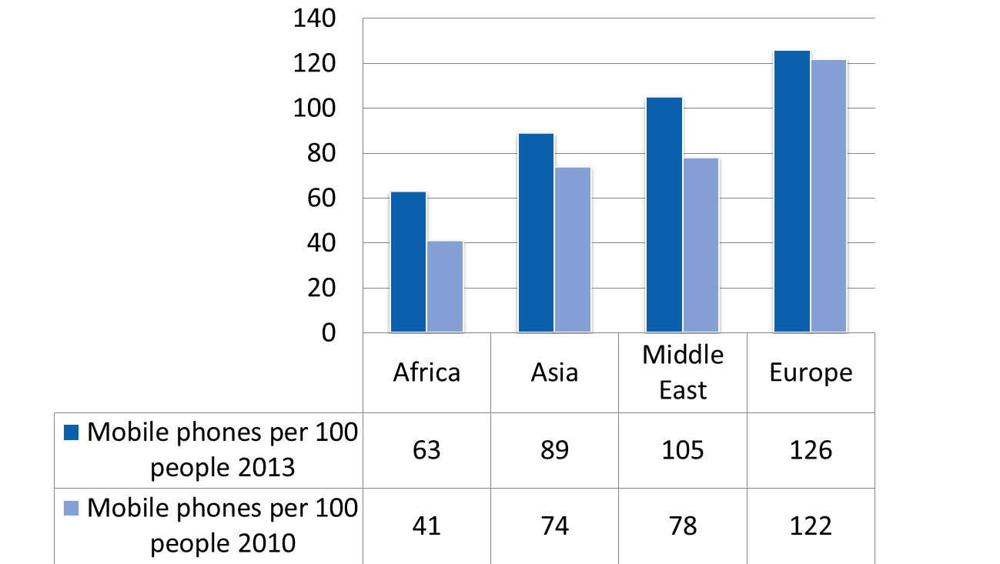 140
120
100
80
60
40
20
0
Africa
Asia
Middle
East
Europe
Mobile phones per 100
people 2013
63
89
105
126
Mobile phones per 100
people 2010
41
74
78
122